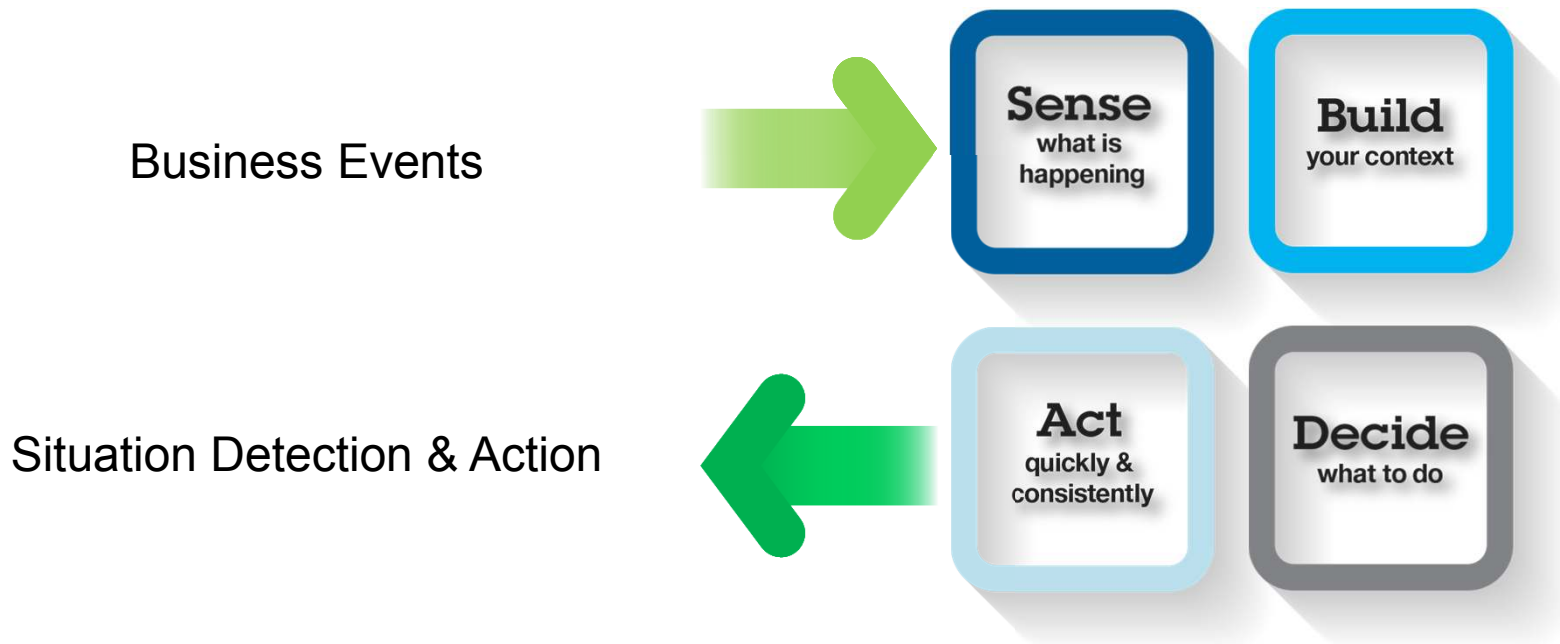 Business Events
Sense
what is
happening
Build
your context
Situation Detection & Action
Act
quickly &
consistently
Decide
what to do